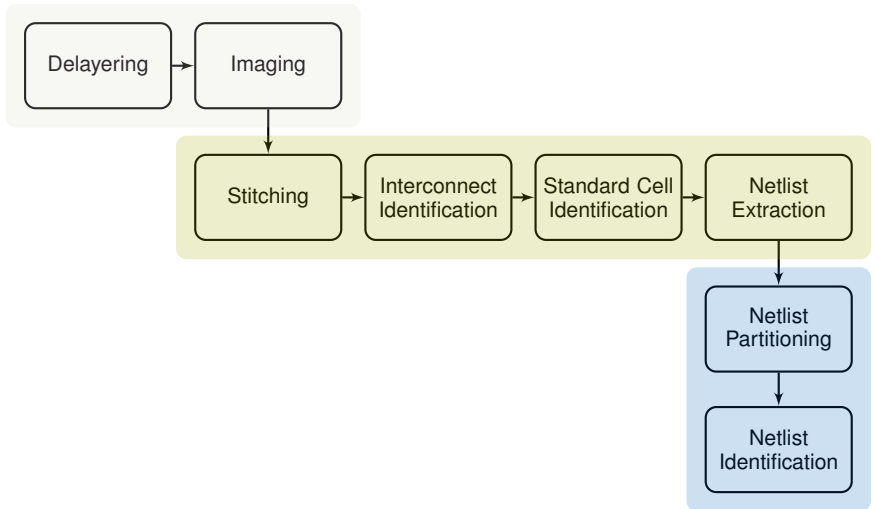 Delayering
Imaging
Stitching
Interconnect
Identification
Standard Cell
Identification
Netlist
Extraction
Netlist
Partitioning
Netlist
Identification